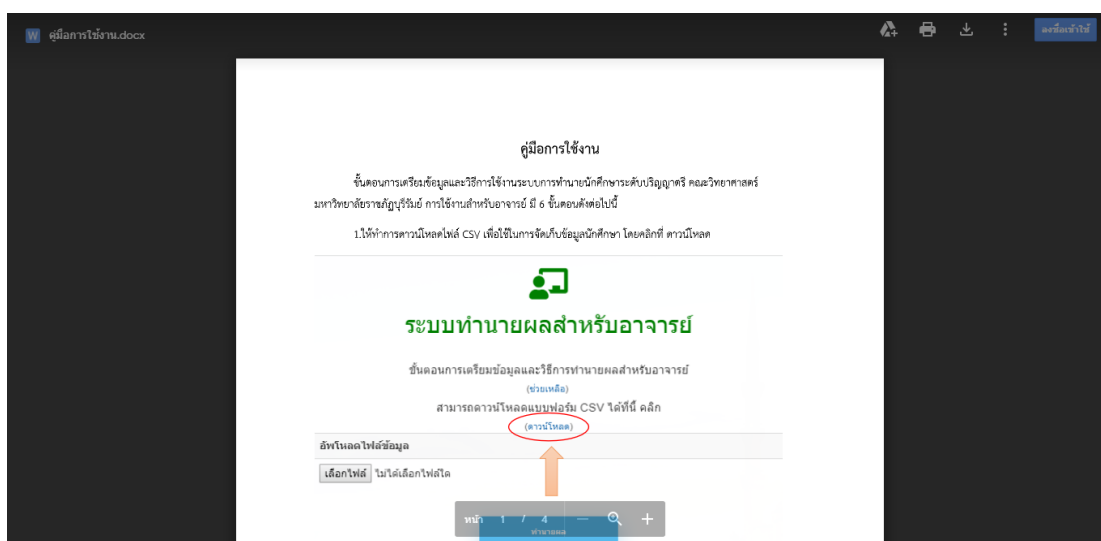 W คู่มือการใช้งาน.docx
ลงชื่อเข้าใช้
คู่มือการใช้งาน
ขั้นตอนการเตรียมข้อมูลและวิธีการใช้งานระบบการทำนายนักศึกษาระดับปริญญาตรี คณะวิทยาศาสตร์
มหาวิทยาลัยราชภัฏบุรีรัมย์ การใช้งานสำหรับอาจารย์ มี 6 ขั้นตอนดังต่อไปนี้
1.ให้ทำการดาวน์โหลดไฟล์ CSV เพื่อใช้ในการจัดเก็บข้อมูลนักศึกษา โดยคลิกที่ ดาวน์โหลด
ระบบทำนายผลสำหรับอาจารย์
ขั้นตอนการเตรียมข้อมูลและวิธีการทำนายผลสำหรับอาจารย์
(ช่วยเหลือ)
สามารถดาวน์โหลดแบบฟอร์ม CSV ได้ที่นี้ คลิก
(ดาวน์โหลด)
อัพโหลดไฟล์ข้อมูล
เลือกไฟล์ ไม่ได้เลือกไฟล์ใด
หน้า 1 / 4
ทำนายผล